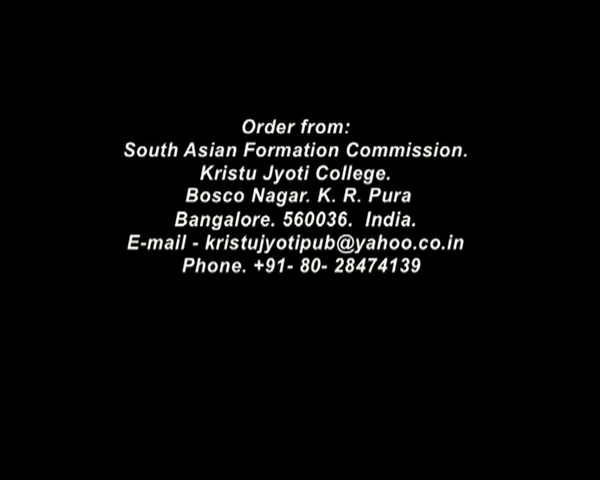 Order from:
South Asian Formation Commission.
Kristu Jyoti College.
Bosco Nagar. K. R. Pura
Bangalore. 560036. India.
E-mail - kristujyotipub@yahoo.co.in
Phone. +91- 80- 28474139